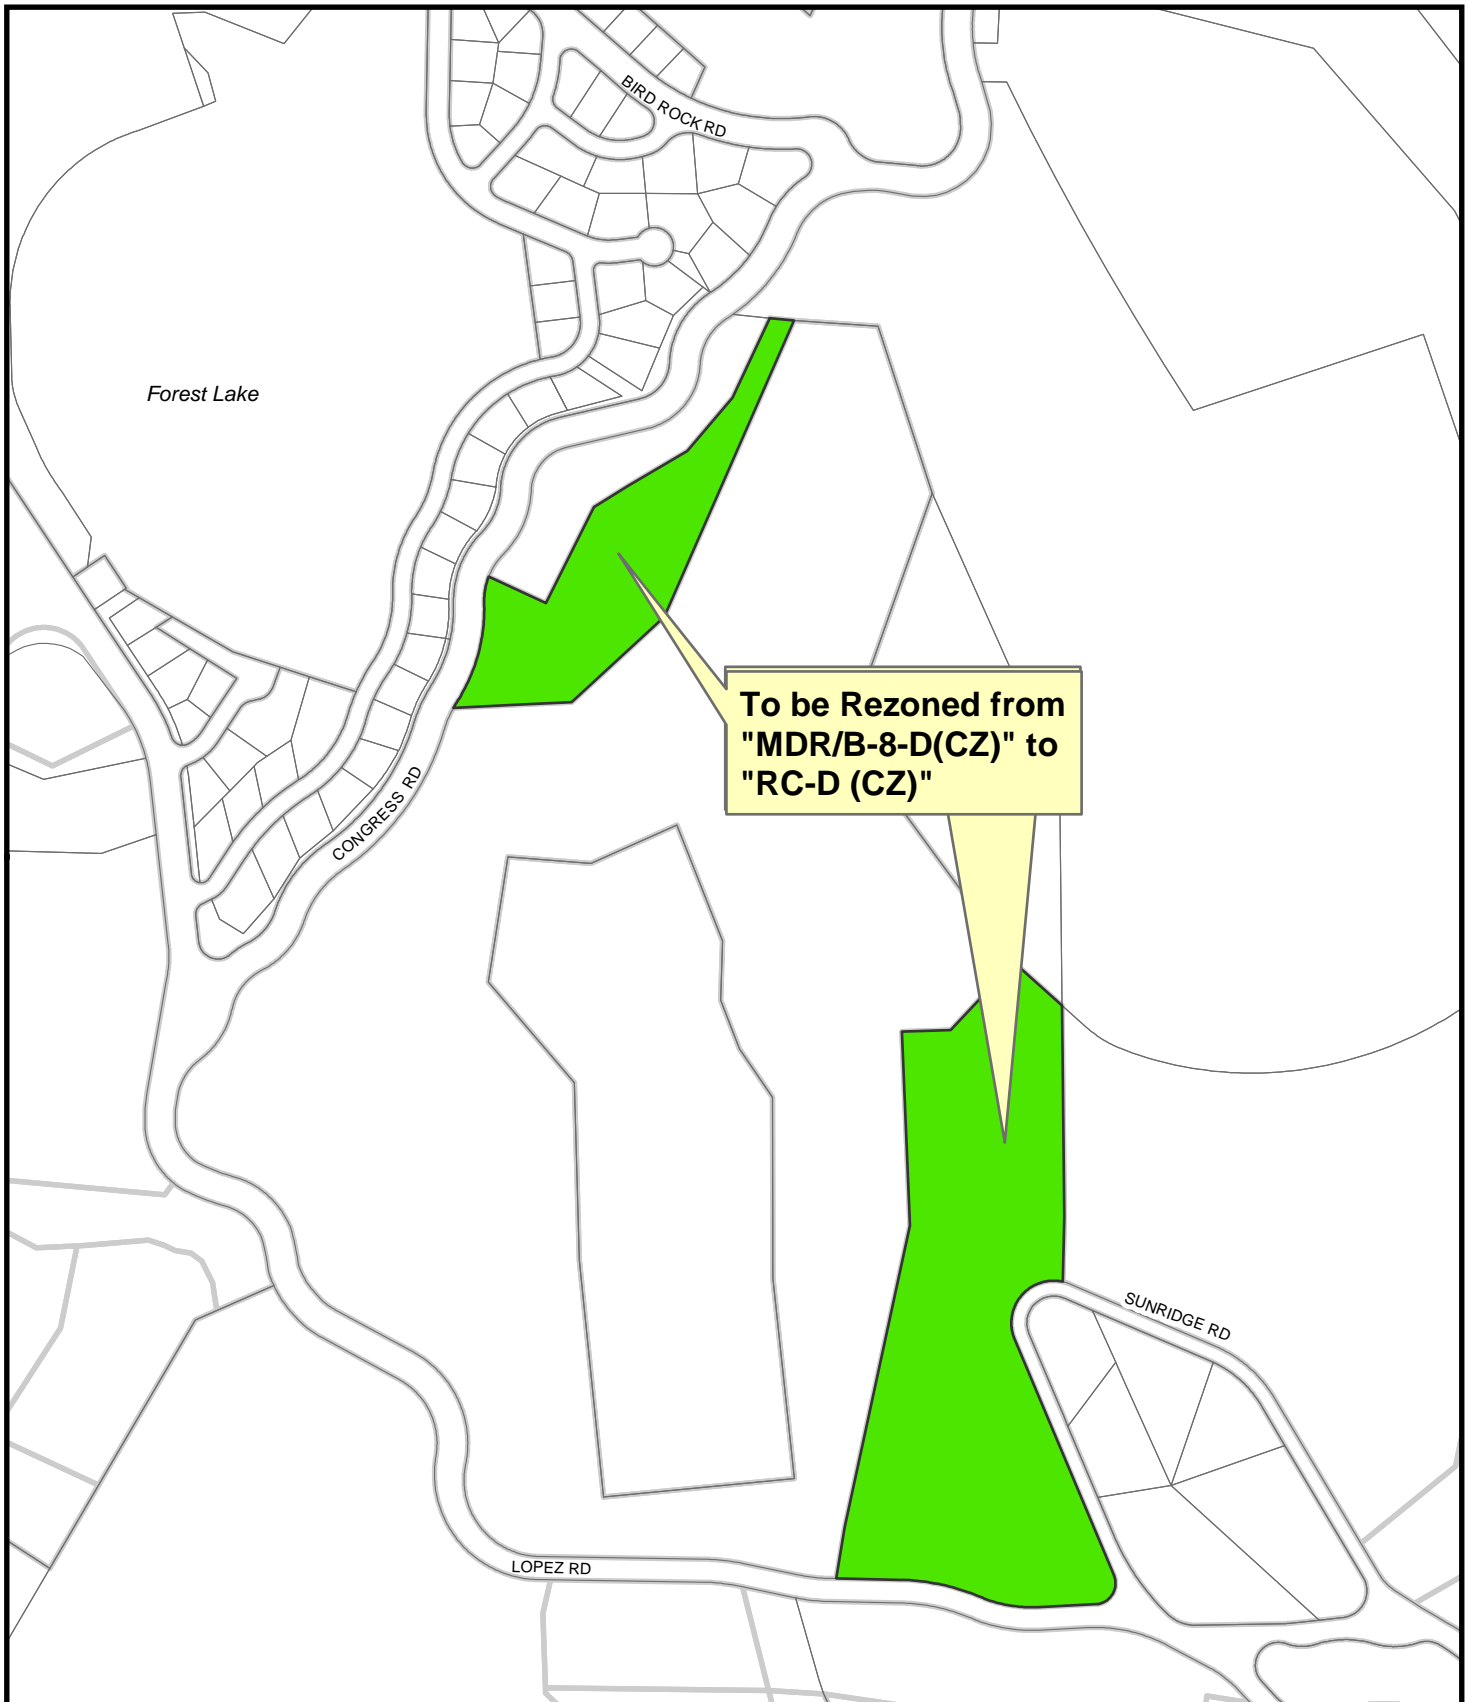 BIRD ROCK RD
Forest Lake
To be Rezoned from
"MDR/B-8-D(CZ)" to
"RC-D (CZ)"
CONGRESS RD
SUNRIDGE RD
LOPEZ RD